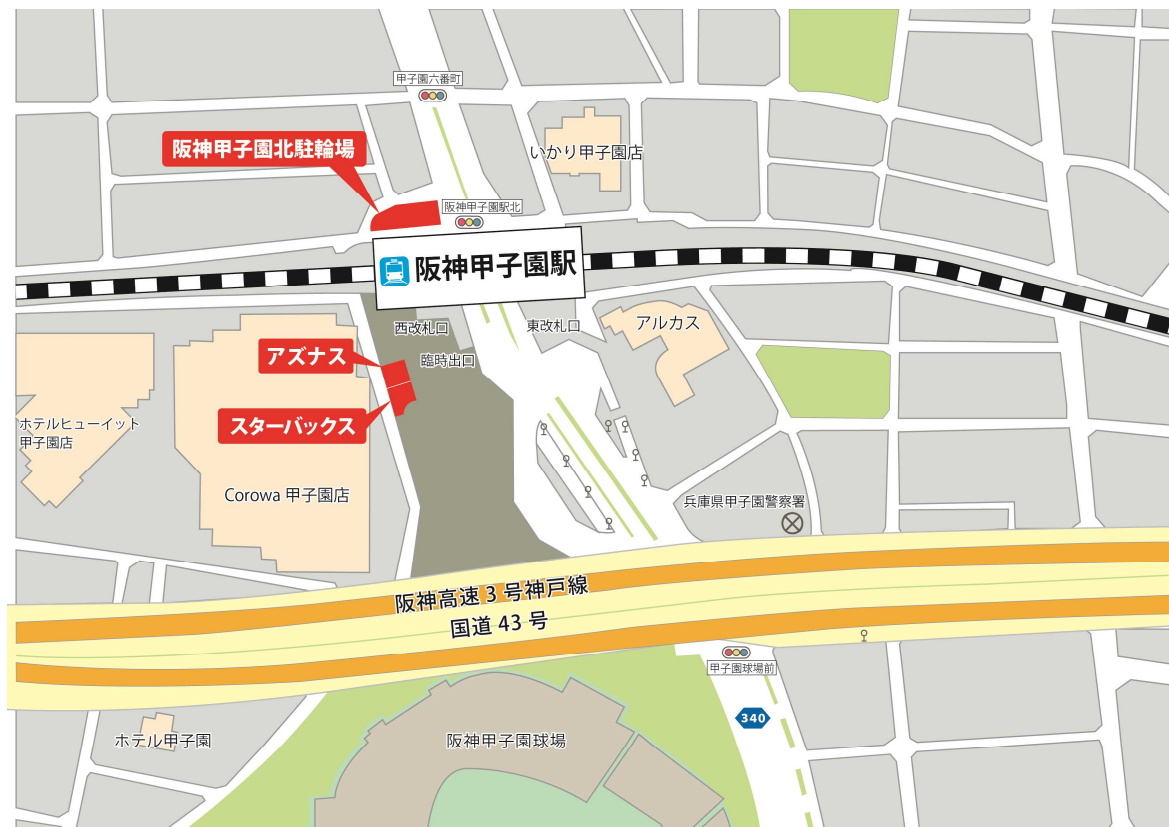 甲子園六番町
阪神甲子園北駐輪場
いかり甲子園店
阪神甲子園駅北
阪神甲子園駅
西改札口
東改札口
アルカス
アズナス
臨時出口
スターバックス
ホテルヒューイット
甲子園店
Corowa 甲子園店
兵庫県甲子園警察署
阪神高速 3 号神戸線
国道 43 号
甲子園球場前
340
ホテル甲子園
阪神甲子園球場